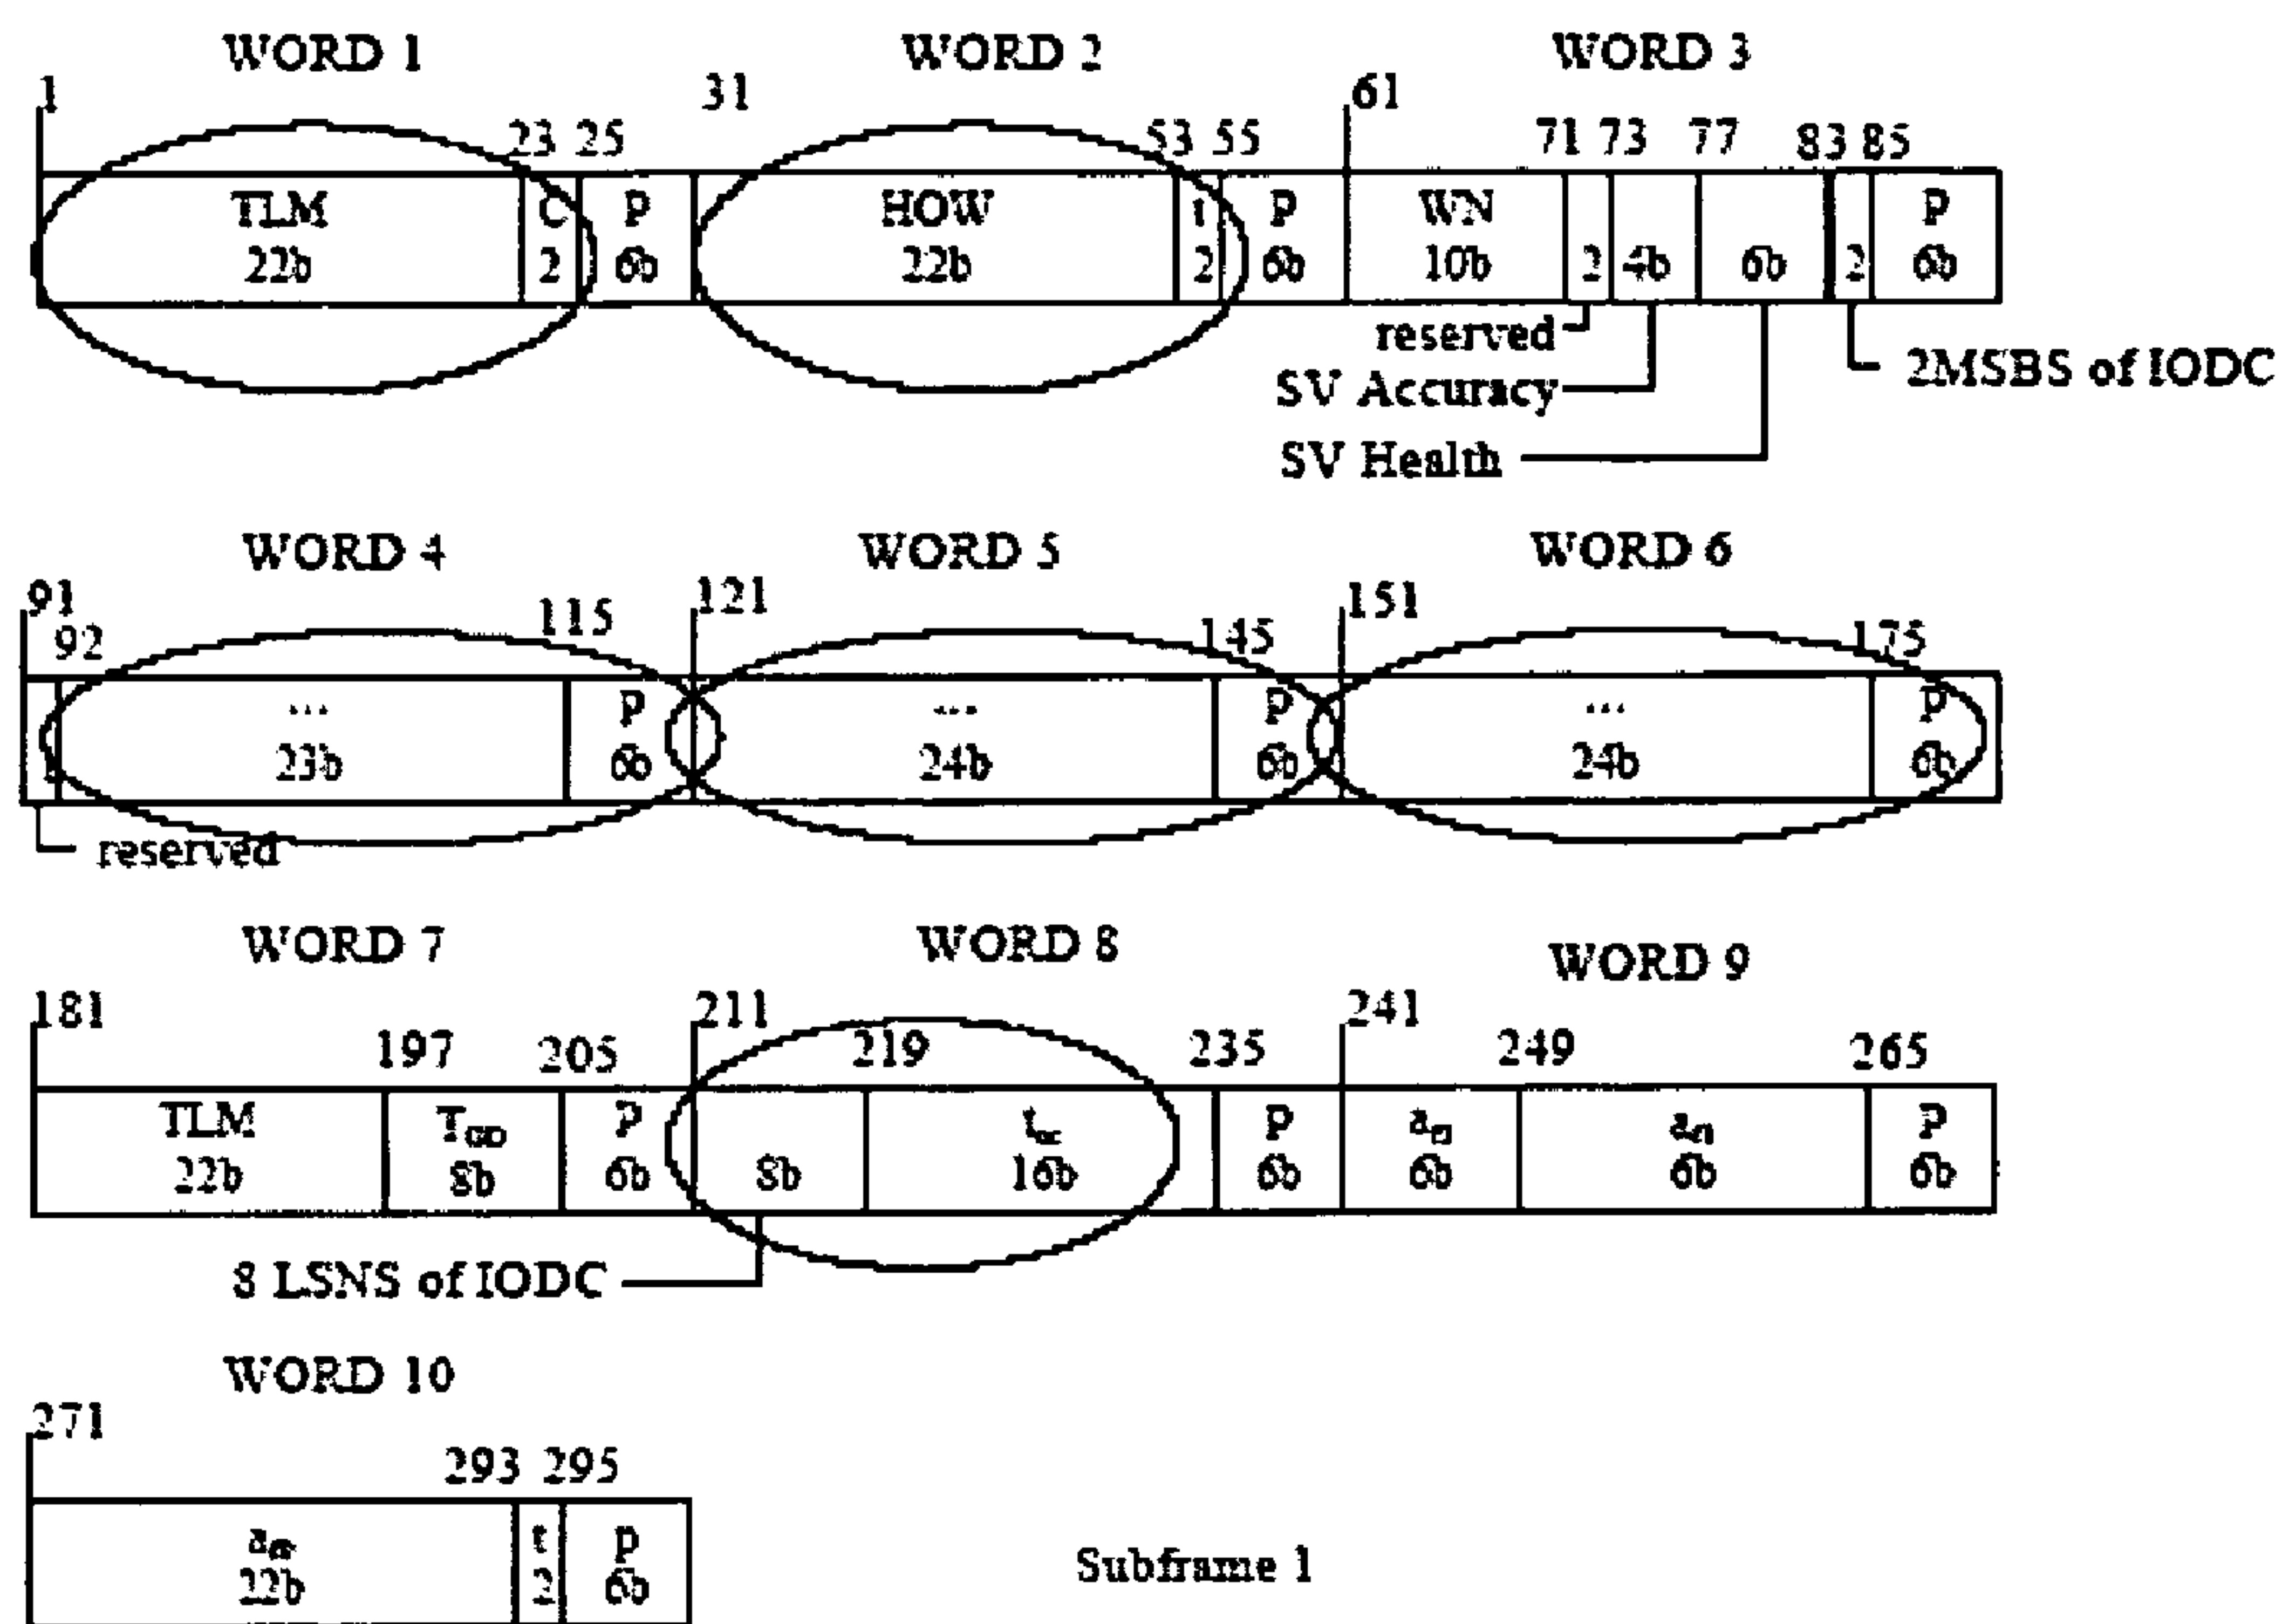 WORD 1 WORD 2 WORD 3
1 31 61
23 25 53 55 71 73 77 83 85
TLM C P HOW t P WN P
22b 2 6b 22b 2 6b 10b 2 4b 6b 2 6b
reserved
SV Accuracy 2MSBS of IODC
SV Health
WORD 4 WORD 5 WORD 6
91 121 151
92 115 145 175
... P ... P ... P
23b 6b 24b 6b 24b 6b
reserved
WORD 7 WORD 8 WORD 9
181 211 241
197 205 219 235 249 265
TLM P P P
22b 8b 6b 8b 16b 6b 6b 6b 6b
8 LSNS of IODC
WORD 10
271
293 295
t P
22b 2 6b
Subframe 1